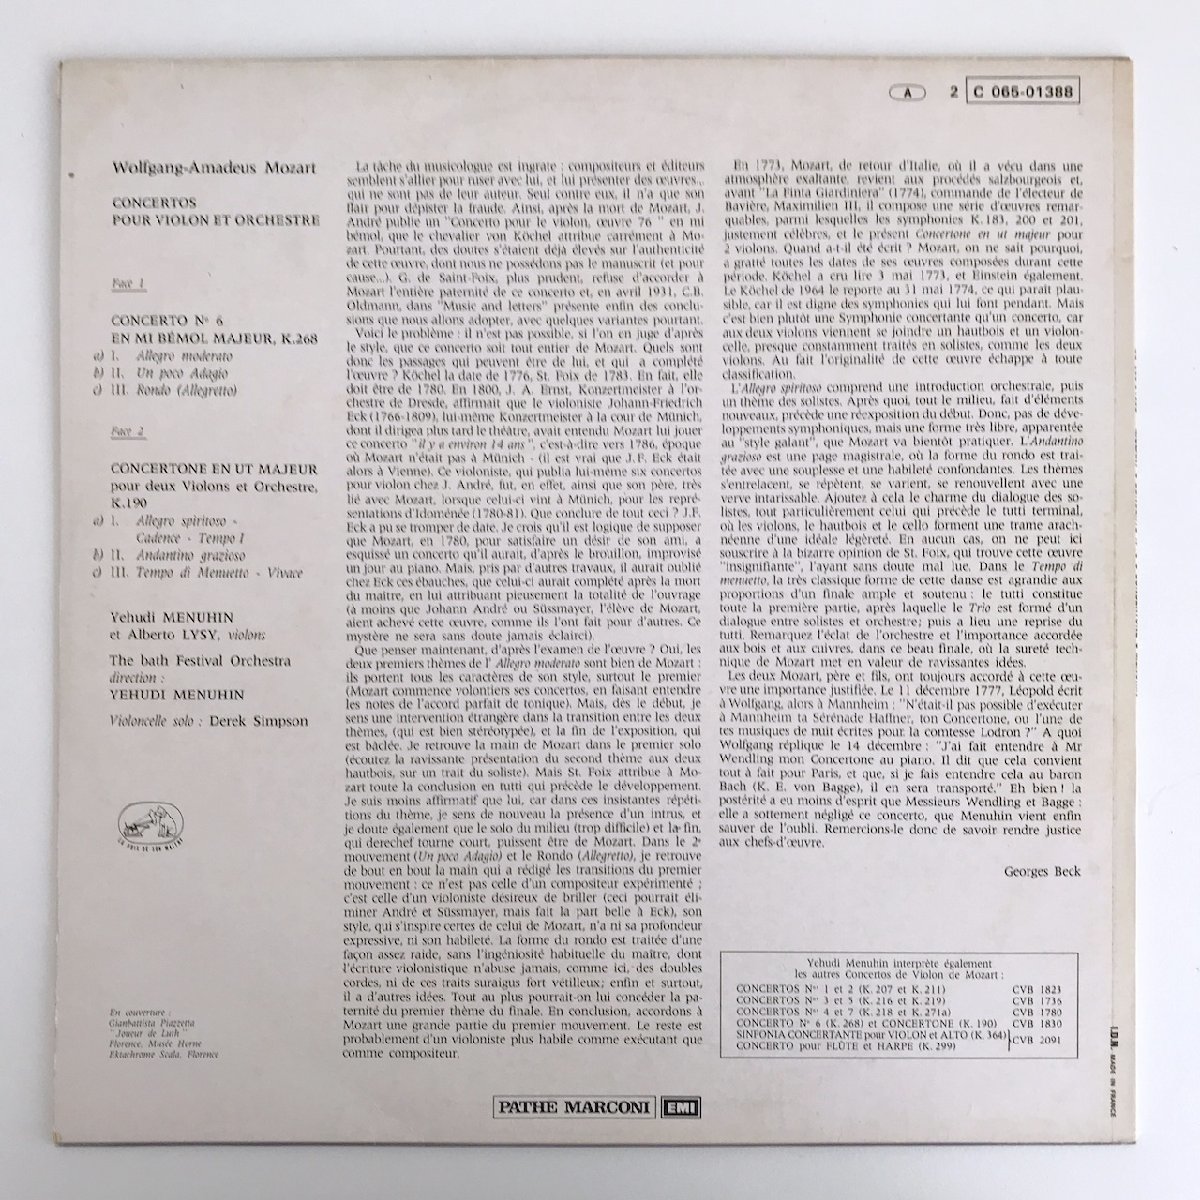 A 2 C 065-01388
Wolfgang-Amadeus Mozart
CONCERTOS
POUR VIOLON ET ORCHESTRE
Face 1
CONCERTO N° 6
EN MI BÉMOL MAJEUR, K.268
a) I. Allegro moderato
b) II. Un poco Adagio
c) III. Rondo (Allegretto)
Face 2
CONCERTONE EN UT MAJEUR
pour deux Violons et Orchestre,
K.190
a) I. Allegro spiritoso -
Cadence - Tempo I
b) II. Andantino grazioso
c) III. Tempo di Menuetto - Vivace
Yehudi MENUHIN
et Alberto LYSY, violons
The bath Festival Orchestra
direction :
YEHUDI MENUHIN
Violoncelle solo : Derek Simpson
LA VOIX DE SON MAITRE
En couverture :
Gianbattista Piazzetta
"Joueur de Luth"
Florence, Musée Horne
Ektachrome Scala, Florence
La tâche du musicologue est ingrate : compositeurs et éditeurs
semblent s'allier pour ruser avec lui, et lui présenter des œuvres...
qui ne sont pas de leur auteur. Seul contre eux, il n'a que son
flair pour dépister la fraude. Ainsi, après la mort de Mozart, J.
André publie un "Concerto pour le violon, œuvre 76 " en mi
bémol, que le chevalier von Köchel attribue carrément à Mo-
zart. Pourtant, des doutes s'étaient déjà élevés sur l'authenticité
de cette œuvre, dont nous ne possédons pas le manuscrit (et pour
cause...). G. de Saint-Foix, plus prudent, refuse d'accorder à
Mozart l'entière paternité de ce concerto et, en avril 1931, C.B.
Oldmann, dans "Music and letters" présente enfin des conclu-
sions que nous allons adopter, avec quelques variantes pourtant.
Voici le problème : il n'est pas possible, si l'on en juge d'après
le style, que ce concerto soit tout entier de Mozart. Quels sont
donc les passages qui peuvent être de lui, et qui a complété
l'œuvre ? Köchel la date de 1776, St. Foix de 1783. En fait, elle
doit être de 1780. En 1800, J. A. Ernst, Konzertmeister à l'or-
chestre de Dresde, affirmait que le violoniste Johann-Friedrich
Eck (1766-1809), lui-même Konzertmeister à la cour de Münich,
dont il dirigea plus tard le théâtre, avait entendu Mozart lui jouer
ce concerto "il y a environ 14 ans", c'est-à-dire vers 1786, époque
où Mozart n'était pas à Münich - (il est vrai que J.F. Eck était
alors à Vienne). Ce violoniste, qui publia lui-même six concertos
pour violon chez J. André, fut, en effet, ainsi que son père, très
lié avec Mozart, lorsque celui-ci vint à Münich, pour les repré-
sentations d'Idoménée (1780-81). Que conclure de tout ceci ? J.F.
Eck a pu se tromper de date. Je crois qu'il est logique de supposer
que Mozart, en 1780, pour satisfaire un désir de son ami, a
esquissé un concerto qu'il aurait, d'après le brouillon, improvisé
un jour au piano. Mais, pris par d'autres travaux, il aurait oublié
chez Eck ces ébauches, que celui-ci aurait complété après la mort
du maître, en lui attribuant pieusement la totalité de l'ouvrage
(à moins que Johann André ou Süssmayer, l'élève de Mozart,
aient achevé cette œuvre, comme ils l'ont fait pour d'autres. Ce
mystère ne sera sans doute jamais éclairci).
Que penser maintenant, d'après l'examen de l'œuvre ? Oui, les
deux premiers thèmes de l' Allegro moderato sont bien de Mozart :
ils portent tous les caractères de son style, surtout le premier
(Mozart commence volontiers ses concertos, en faisant entendre
les notes de l'accord parfait de tonique). Mais, dès le début, je
sens une intervention étrangère dans la transition entre les deux
thèmes, (qui est bien stéréotypée), et la fin de l'exposition, qui
est bâclée. Je retrouve la main de Mozart dans le premier solo
(écoutez la ravissante présentation du second thème aux deux
hautbois, sur un trait du soliste). Mais St. Foix attribue à Mo-
zart toute la conclusion en tutti qui précède le développement.
Je suis moins affirmatif que lui, car dans ces insistantes répéti-
tions du thème, je sens de nouveau la présence d'un intrus, et
je doute également que le solo du milieu (trop difficile) et la fin,
qui derechef tourne court, puissent être de Mozart. Dans le 2e
mouvement (Un poco Adagio) et le Rondo (Allegretto), je retrouve
de bout en bout la main qui a rédigé les transitions du premier
mouvement : ce n'est pas celle d'un compositeur expérimenté ;
c'est celle d'un violoniste désireux de briller (ceci pourrait éli-
miner André et Süssmayer, mais fait la part belle à Eck), son
style, qui s'inspire certes de celui de Mozart, n'a ni sa profondeur
expressive, ni son habileté. La forme du rondo est traitée d'une
façon assez raide, sans l'ingéniosité habituelle du maître, dont
l'écriture violonistique n'abuse jamais, comme ici, des doubles
cordes, ni de ces traits suraigus fort vétilleux; enfin et surtout,
il a d'autres idées. Tout au plus pourrait-on lui concéder la pa-
ternité du premier thème du finale. En conclusion, accordons à
Mozart une grande partie du premier mouvement. Le reste est
probablement d'un violoniste plus habile comme exécutant que
comme compositeur.
En 1773, Mozart, de retour d'Italie, où il a vécu dans une
atmosphère exaltante, revient aux procédés salzbourgeois et,
avant "La Finta Giardiniera" (1774), commande de l'électeur de
Bavière, Maximilien III, il compose une série d'œuvres remar-
quables, parmi lesquelles les symphonies K.183, 200 et 201,
justement célèbres, et le présent Concertone en ut majeur pour
2 violons. Quand a-t-il été écrit ? Mozart, on ne sait pourquoi,
a gratté toutes les dates de ses œuvres composées durant cette
période. Köchel a cru lire 3 mai 1773, et Einstein également.
Le Köchel de 1964 le reporte au 31 mai 1774, ce qui paraît plau-
sible, car il est digne des symphonies qui lui font pendant. Mais
c'est bien plutôt une Symphonie concertante qu'un concerto, car
aux deux violons viennent se joindre un hautbois et un violon-
celle, presque constamment traités en solistes, comme les deux
violons. Au fait l'originalité de cette œuvre échappe à toute
classification.
L'Allegro spiritoso comprend une introduction orchestrale, puis
un thème des solistes. Après quoi, tout le milieu, fait d'éléments
nouveaux, précède une réexposition du début. Donc, pas de déve-
loppements symphoniques, mais une forme très libre, apparentée
au "style galant", que Mozart va bientôt pratiquer. L'Andantino
grazioso est une page magistrale, où la forme du rondo est trai-
tée avec une souplesse et une habileté confondantes. Les thèmes
s'entrelacent, se répètent, se varient, se renouvellent avec une
verve intarissable. Ajoutez à cela le charme du dialogue des so-
listes, tout particulièrement celui qui précède le tutti terminal,
où les violons, le hautbois et le cello forment une trame arach-
néenne d'une idéale légèreté. En aucun cas, on ne peut ici
souscrire à la bizarre opinion de St. Foix, qui trouve cette œuvre
"insignifiante", l'ayant sans doute mal lue. Dans le Tempo di
menuetto, la très classique forme de cette danse est agrandie aux
proportions d'un finale ample et soutenu : le tutti constitue
toute la première partie, après laquelle le Trio est formé d'un
dialogue entre solistes et orchestre; puis a lieu une reprise du
tutti. Remarquez l'éclat de l'orchestre et l'importance accordée
aux bois et aux cuivres, dans ce beau finale, où la sureté tech-
nique de Mozart met en valeur de ravissantes idées.
Les deux Mozart, père et fils, ont toujours accordé à cette œu-
vre une importance justifiée. Le 11 décembre 1777, Léopold écrit
à Wolfgang, alors à Mannheim : "N'était-il pas possible d'exécuter
à Mannheim ta Sérénade Haffner, ton Concertone, ou l'une de
tes musiques de nuit écrites pour la comtesse Lodron ?" A quoi
Wolfgang réplique le 14 décembre : "J'ai fait entendre à Mr
Wendling mon Concertone au piano. Il dit que cela convient
tout à fait pour Paris, et que, si je fais entendre cela au baron
Bach (K. E. von Bagge), il en sera transporté." Eh bien ! la
postérité a eu moins d'esprit que Messieurs Wendling et Bagge :
elle a sottement négligé ce concerto, que Menuhin vient enfin
sauver de l'oubli. Remercions-le donc de savoir rendre justice
aux chefs-d'œuvre.
Georges Beck
Yehudi Menuhin interprète également
les autres Concertos de Violon de Mozart :
CONCERTOS Nos 1 et 2 (K. 207 et K. 211) CVB 1823
CONCERTOS Nos 3 et 5 (K. 216 et K. 219) CVB 1735
CONCERTOS Nos 4 et 7 (K. 218 et K. 271a) CVB 1780
CONCERTO N° 6 (K. 268) et CONCERTONE (K. 190) CVB 1830
SINFONIA CONCERTANTE pour VIOLON et ALTO (K. 364)
CONCERTO pour FLÛTE et HARPE (K. 299) CVB 2091
PATHE MARCONI EMI
I.D.N. - MADE IN FRANCE